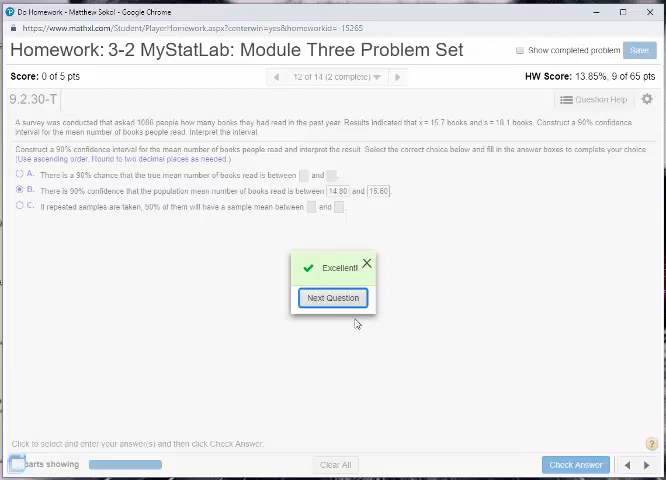 Do Homework - Matthew Sokol - Google Chrome
https://www.mathxl.com/Student/PlayerHomework.aspx?centerwin=yes&homeworkid=-15265
Homework: 3-2 MyStatLab: Module Three Problem Set
Show completed problem
Save
Score: 0 of 5 pts
12 of 14 (2 complete)
HW Score: 13.85%, 9 of 65 pts
9.2.30-T
Question Help
A survey was conducted that asked 1086 people how many books they had read in the past year. Results indicated that x = 15.7 books and s = 18.1 books. Construct a 90% confidence
interval for the mean number of books people read. Interpret the interval.
Construct a 90% confidence interval for the mean number of books people read and interpret the result. Select the correct choice below and fill in the answer boxes to complete your choice
(Use ascending order. Round to two decimal places as needed.)
A. There is a 90% chance that the true mean number of books read is between and .
B. There is 90% confidence that the population mean number of books read is between 14.80 and 16.60.
C. If repeated samples are taken, 90% of them will have a sample mean between and .
Excellent!
Next Question
Click to select and enter your answer(s) and then click Check Answer.
?
parts showing
Clear All
Check Answer